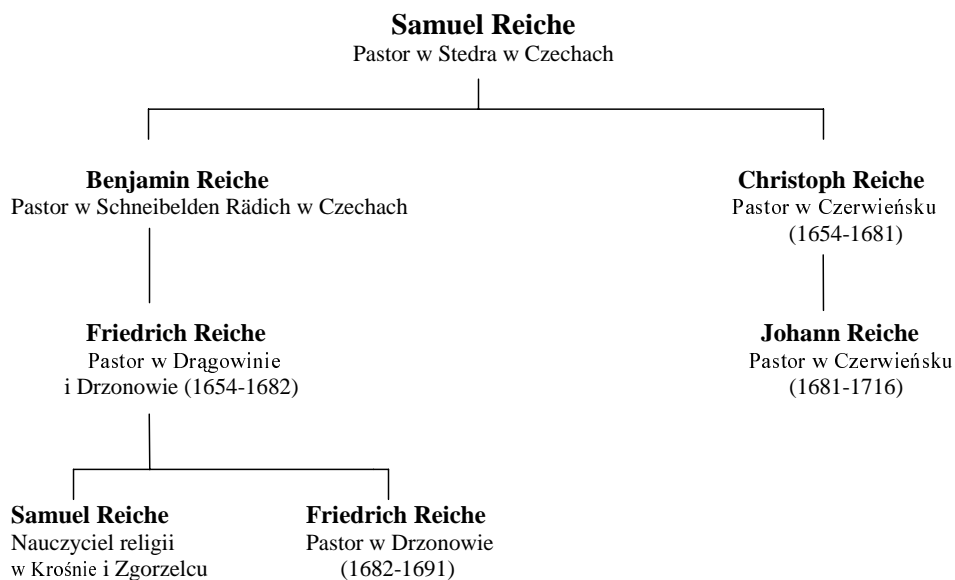 Samuel Reiche
Pastor w Stedra w Czechach
Benjamin Reiche
Pastor w Schneibelden Rädich w Czechach
Christoph Reiche
Pastor w Czerwieńsku
(1654-1681)
Friedrich Reiche
Pastor w Drągowinie
i Drzonowie (1654-1682)
Johann Reiche
Pastor w Czerwieńsku
(1681-1716)
Samuel Reiche
Nauczyciel religii
w Krośnie i Zgorzelcu
Friedrich Reiche
Pastor w Drzonowie
(1682-1691)